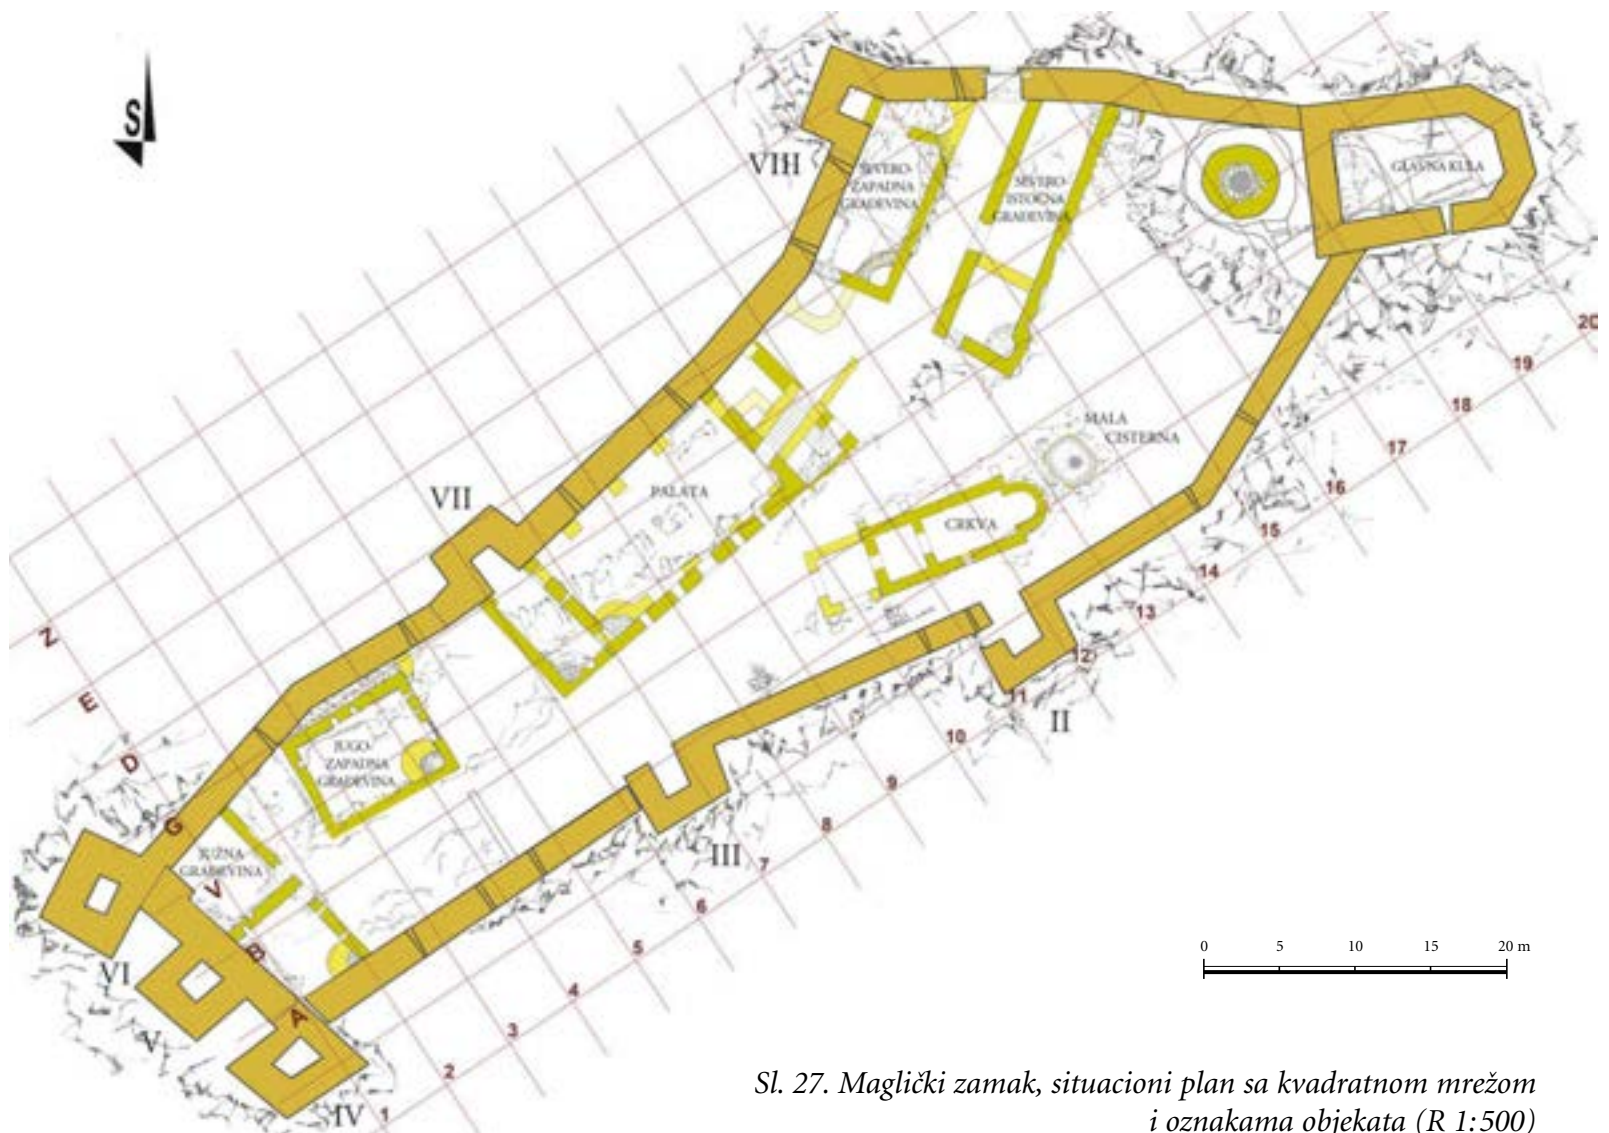 S
VIII
SEVERO-
ZAPADNA
GRAĐEVINA
SEVERO-
ISTOČNA
GRAĐEVINA
GLAVNA KULA
20
19
18
MALA
CISTERNA
17
VII
PALATA
16
CRKVA
15
14
13
Z
12
E
11
II
10
D
JUGO-
ZAPADNA
GRAĐEVINA
9
G
8
JUŽNA
GRAĐEVINA
III
7
V
6
B
5
0 5 10 15 20 m
VI
4
A
3
V
2
IV
1
Sl. 27. Maglički zamak, situacioni plan sa kvadratnom mrežom
i oznakama objekata (R 1:500)